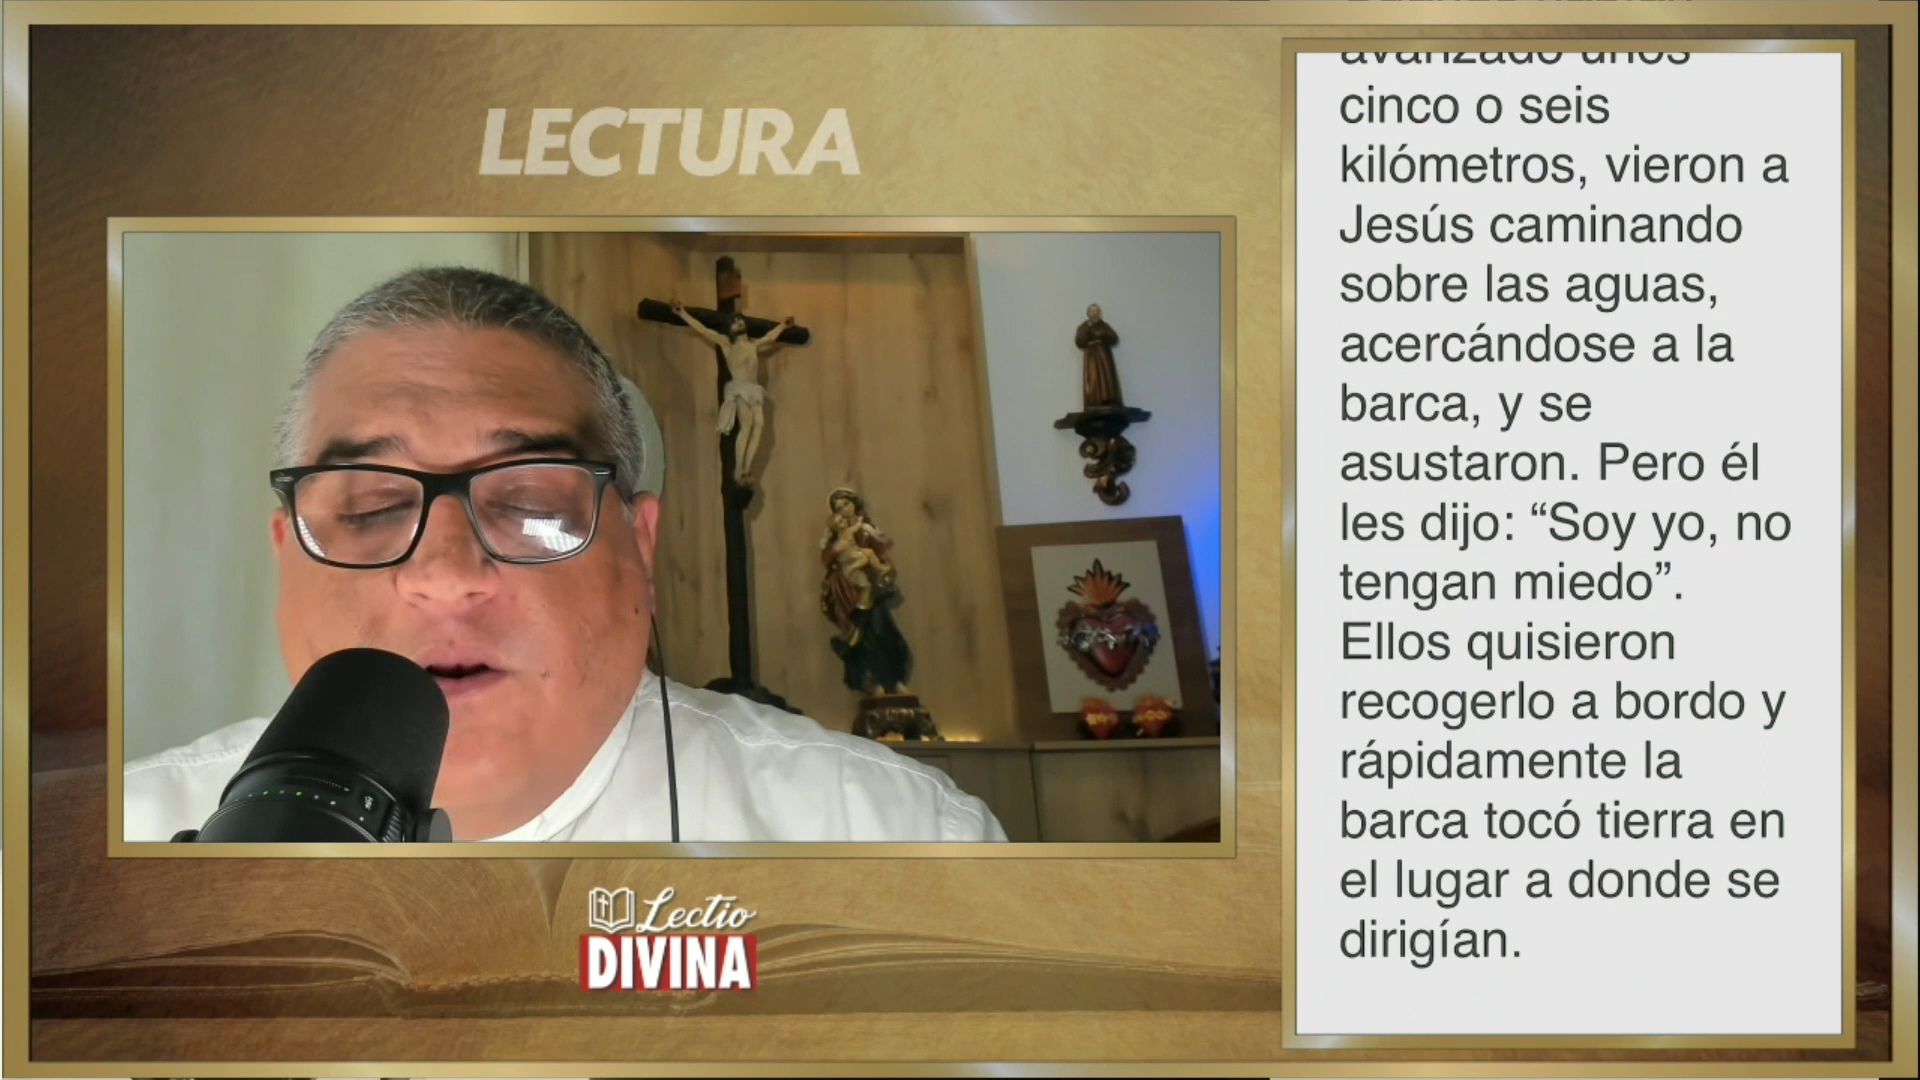 LECTURA
avanzado unos
cinco o seis
kilómetros, vieron a
Jesús caminando
sobre las aguas,
acercándose a la
barca, y se
asustaron. Pero él
les dijo: “Soy yo, no
tengan miedo”.
Ellos quisieron
recogerlo a bordo y
rápidamente la
barca tocó tierra en
el lugar a donde se
dirigían.
Lectio
DIVINA